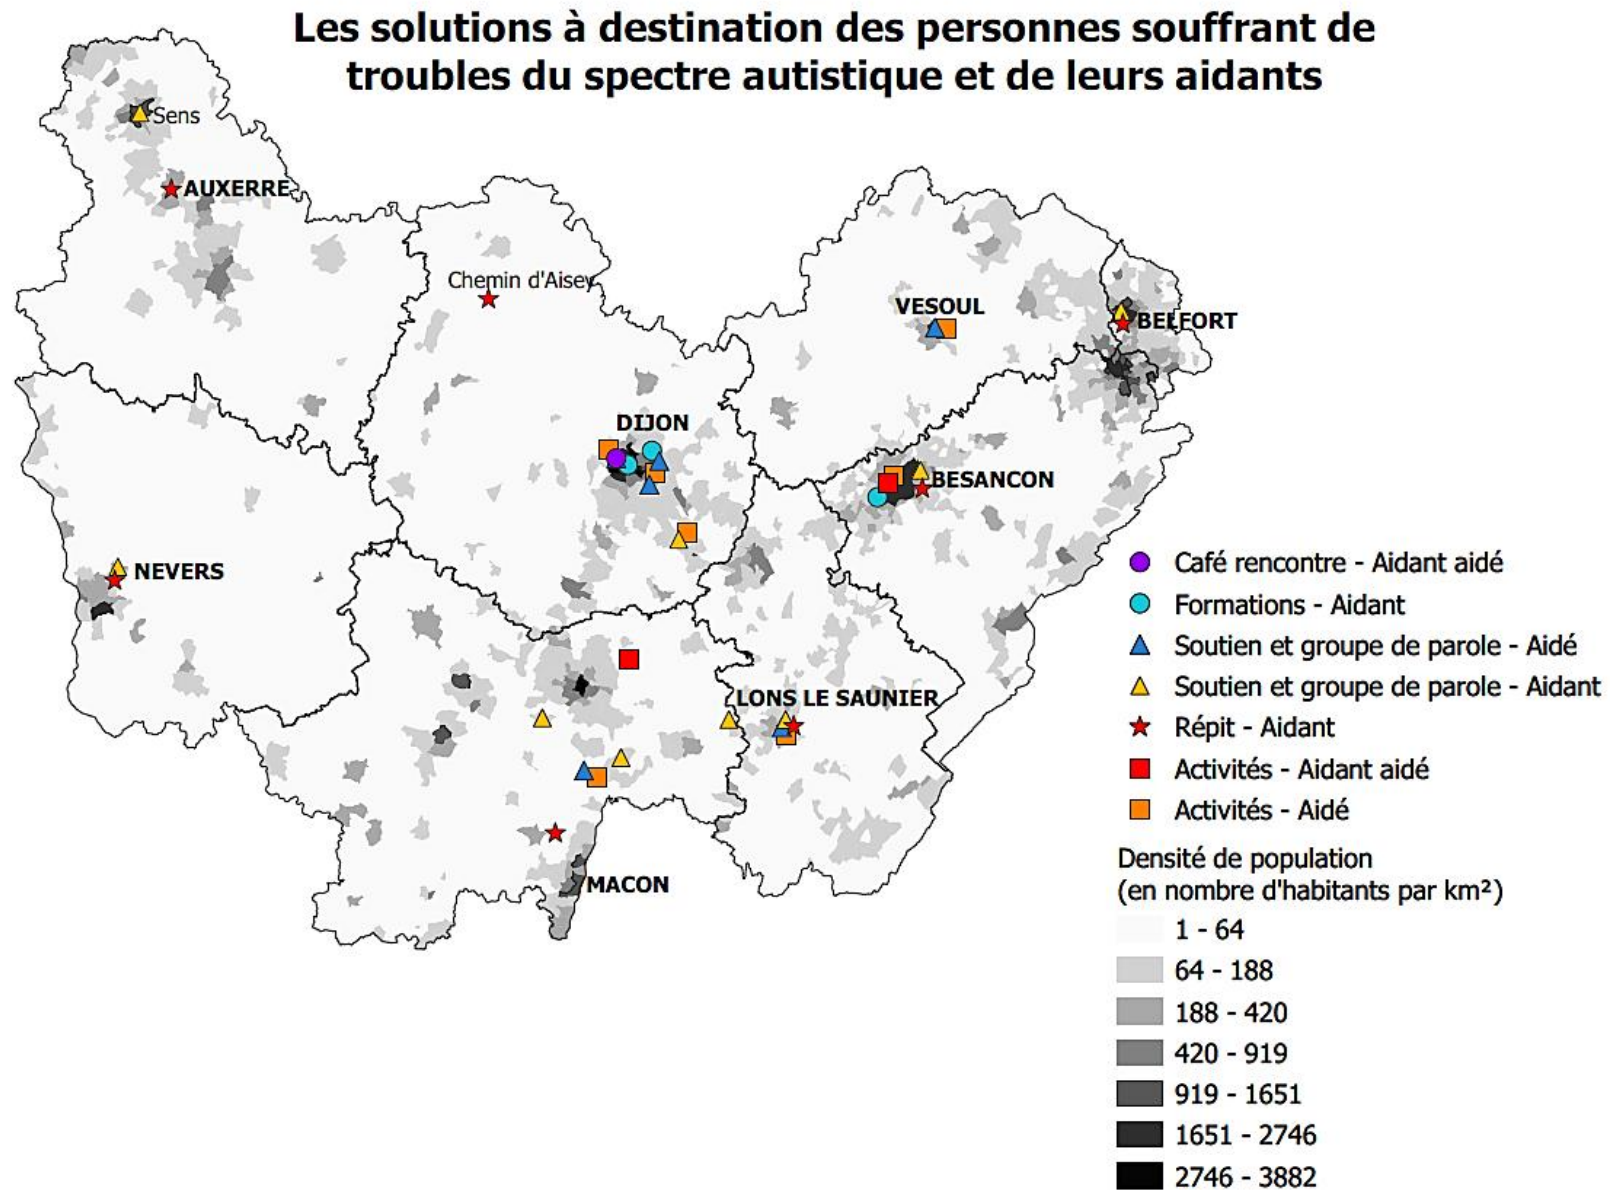 Les solutions à destination des personnes souffrant de
troubles du spectre autistique et de leurs aidants
Sens
AUXERRE
Chemin d'Aisey
VESOUL
BELFORT
DIJON
BESANCON
NEVERS
LONS LE SAUNIER
MACON
Café rencontre - Aidant aidé
Formations - Aidant
Soutien et groupe de parole - Aidé
Soutien et groupe de parole - Aidant
Répit - Aidant
Activités - Aidant aidé
Activités - Aidé
Densité de population
(en nombre d'habitants par km²)
1 - 64
64 - 188
188 - 420
420 - 919
919 - 1651
1651 - 2746
2746 - 3882